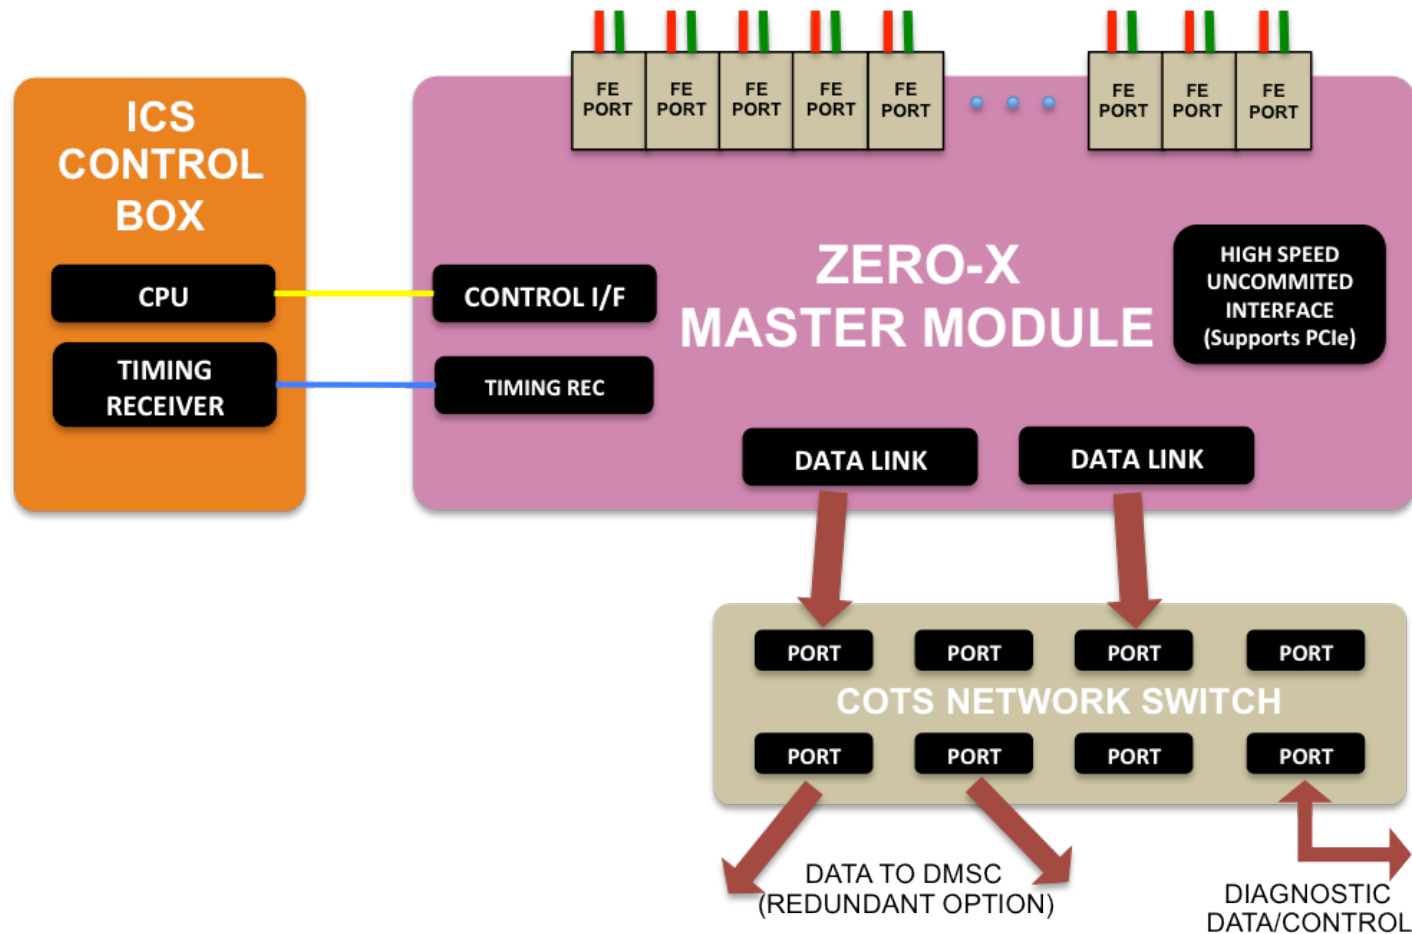 FE
PORT
FE
PORT
FE
PORT
FE
PORT
FE
PORT
FE
PORT
FE
PORT
FE
PORT
ICS
CONTROL
BOX
CPU
TIMING
RECEIVER
CONTROL I/F
TIMING REC
ZERO-X
MASTER MODULE
HIGH SPEED
UNCOMMITED
INTERFACE
(Supports PCIe)
DATA LINK
DATA LINK
PORT
PORT
PORT
PORT
COTS NETWORK SWITCH
PORT
PORT
PORT
PORT
DATA TO DMSC
(REDUNDANT OPTION)
DIAGNOSTIC
DATA/CONTROL